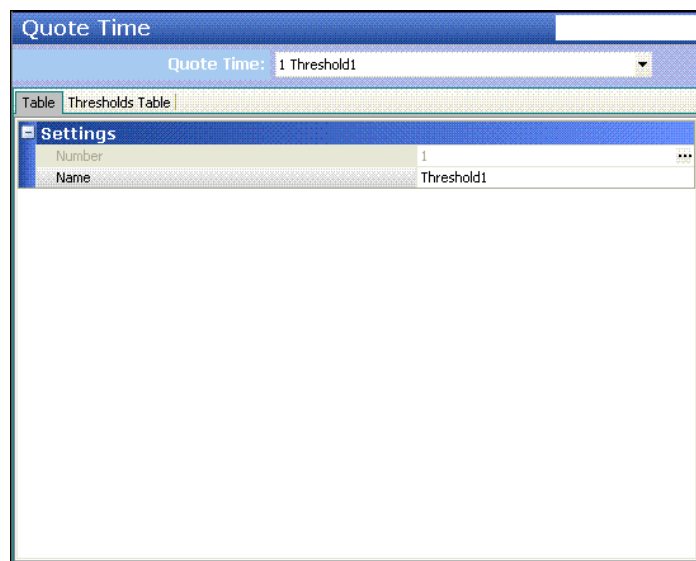 Quote Time
Quote Time: 1 Threshold1
Table Thresholds Table
Settings
Number 1 ...
Name Threshold1